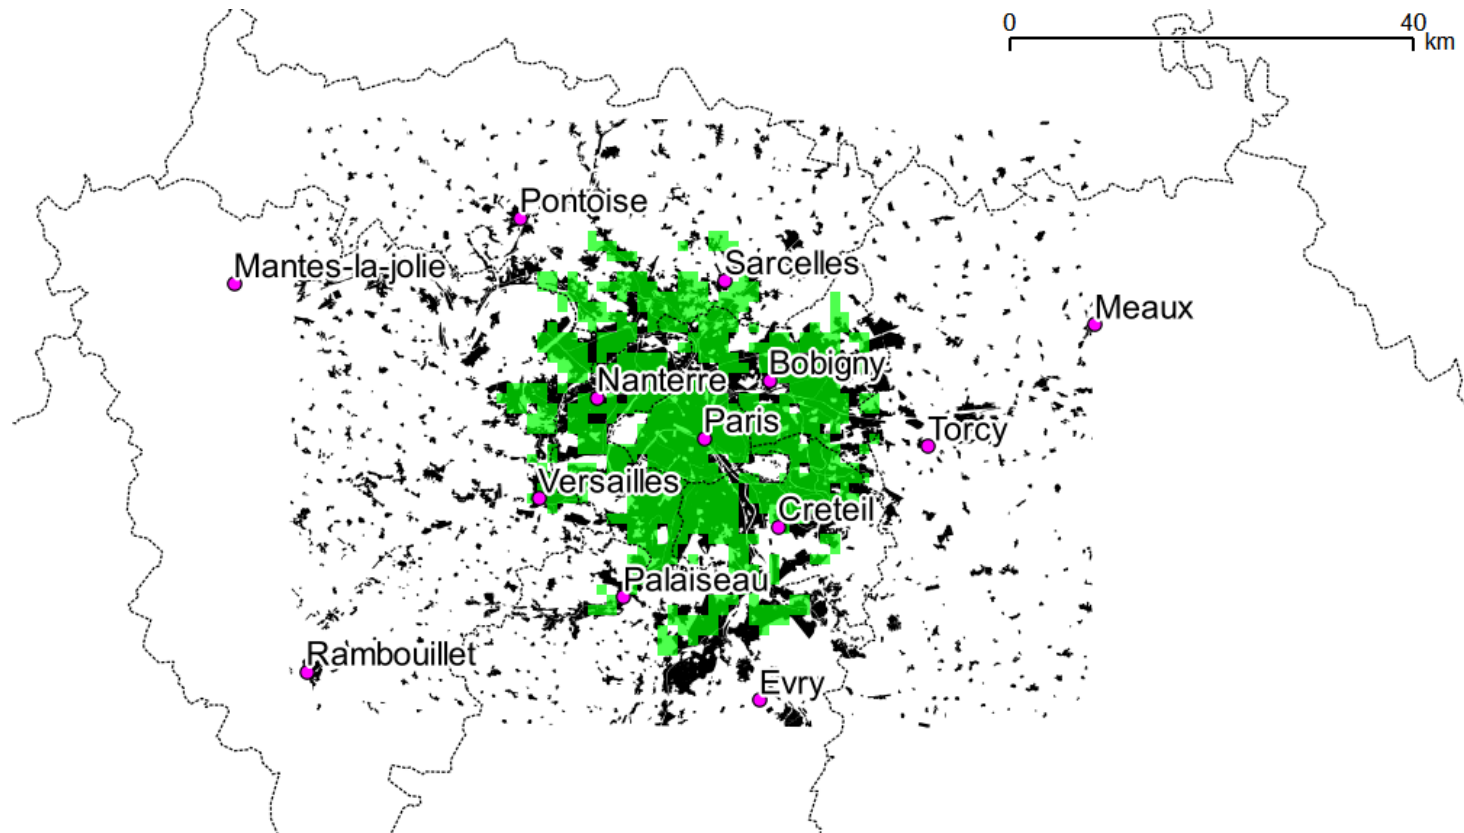 0 40
km
Pontoise
Mantes-la-jolie
Sarcelles
Meaux
Bobigny
Nanterre
Paris
Torcy
Versailles
Creteil
Palaiseau
Rambouillet
Evry